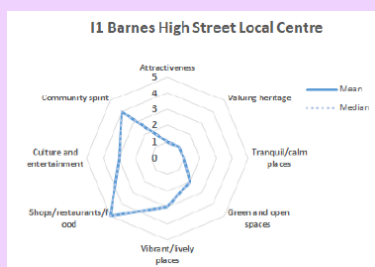 I1 Barnes High Street Local Centre
Attractiveness
5
4
3
2
1
0
Community spirit
Valuing heritage
Mean
Median
Culture and
entertainment
Tranquil/calm
places
Shops/restaurants/f
ood
Green and open
spaces
Vibrant/lively
places